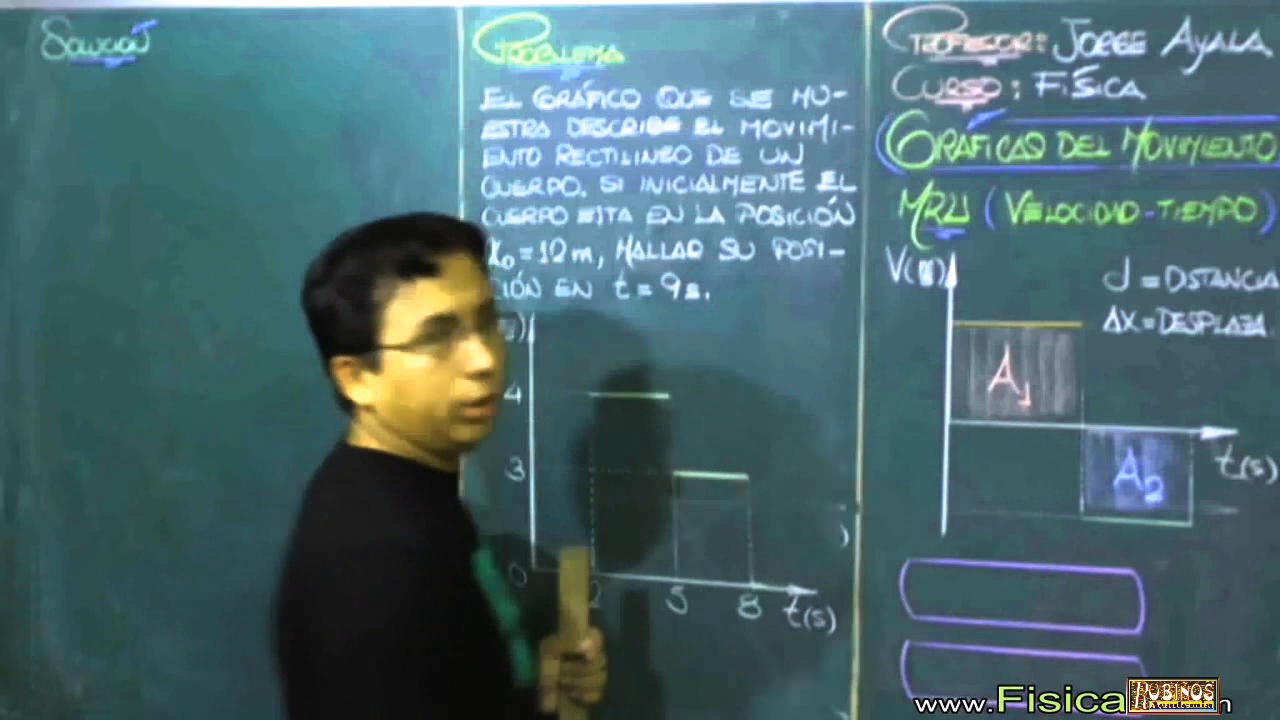 SOLUCIÓN
PROBLEMA
EL GRÁFICO QUE SE MU-
ESTRA DESCRIBE EL MOVIMI-
ENTO RECTILINEO DE UN
CUERPO. SI INICIALMENTE EL
CUERPO ESTA EN LA POSICIÓN
X₀ = 12 m, HALLAR SU POSI-
CIÓN EN t = 9 s.
4
3
0
2 5 8 t(s)
PROFESOR: JORGE AYALA
CURSO: FÍSICA
GRÁFICAS DEL MOVIMIENTO
MRU (VELOCIDAD-TIEMPO)
d = DISTANCIA
ΔX = DESPLAZA.
A₁
A₂
t(s)
www.Fisica